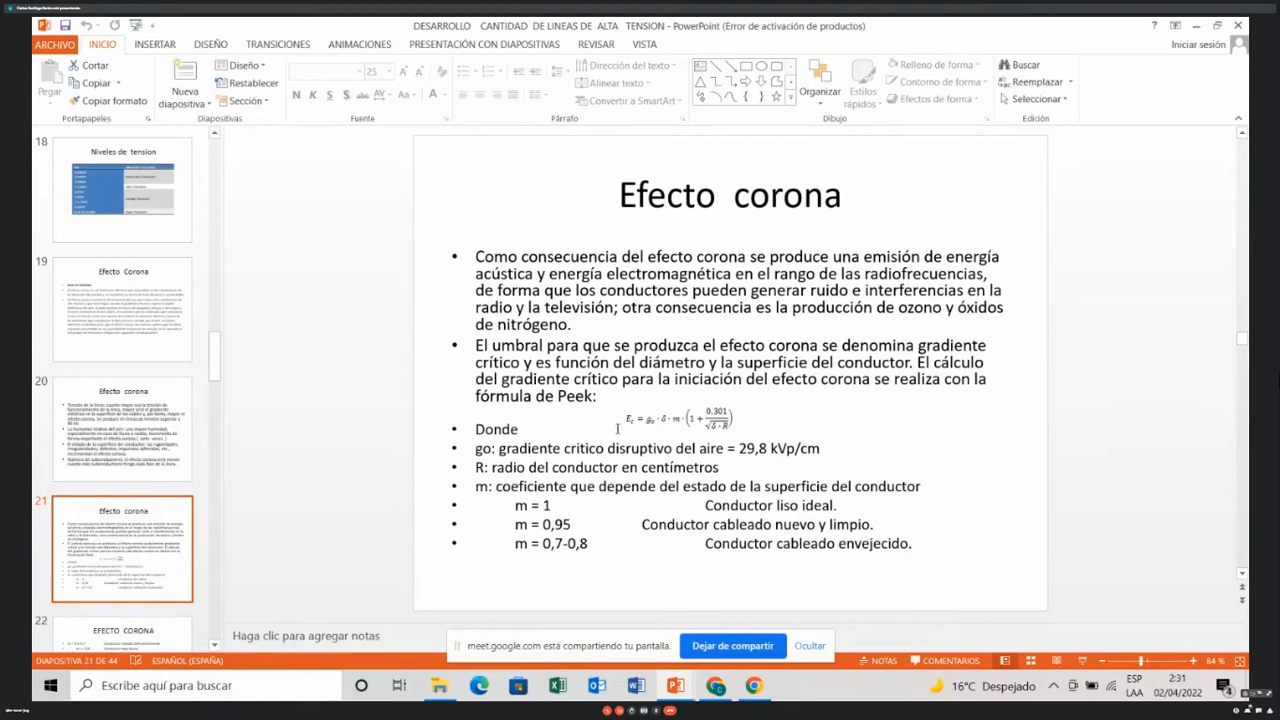 DESARROLLO CANTIDAD DE LINEAS DE ALTA TENSION - PowerPoint (Error de activación de productos)
ARCHIVO INICIO INSERTAR DISEÑO TRANSICIONES ANIMACIONES PRESENTACIÓN CON DIAPOSITIVAS REVISAR VISTA Iniciar sesión
Cortar
Copiar
Copiar formato
Pegar
Portapapeles
Nueva
diapositiva
Diseño
Restablecer
Sección
Diapositivas
25
N K S S abc AV Aa A
Fuente
Dirección del texto
Alinear texto
Convertir a SmartArt
Párrafo
Organizar
Estilos
rápidos
Relleno de forma
Contorno de forma
Efectos de forma
Dibujo
Buscar
Reemplazar
Seleccionar
Edición
18
Niveles de tension
19
Efecto Corona
20
Efecto corona
21
Efecto corona
22
EFECTO CORONA
Efecto corona
• Como consecuencia del efecto corona se produce una emisión de energía
acústica y energía electromagnética en el rango de las radiofrecuencias,
de forma que los conductores pueden generar ruido e interferencias en la
radio y la televisión; otra consecuencia es la producción de ozono y óxidos
de nitrógeno.
• El umbral para que se produzca el efecto corona se denomina gradiente
crítico y es función del diámetro y la superficie del conductor. El cálculo
del gradiente crítico para la iniciación del efecto corona se realiza con la
fórmula de Peek:
E_c = g_o · δ · m · (1 + 0,301/√(δ · R))
• Donde
• go: gradiente crítico disruptivo del aire = 29,8 kVp/cm
• R: radio del conductor en centímetros
• m: coeficiente que depende del estado de la superficie del conductor
• m = 1 Conductor liso ideal.
• m = 0,95 Conductor cableado nuevo y limpio.
• m = 0,7-0,8 Conductor cableado envejecido.
Haga clic para agregar notas
meet.google.com está compartiendo tu pantalla. Dejar de compartir Ocultar
DIAPOSITIVA 21 DE 44 ESPAÑOL (ESPAÑA) NOTAS COMENTARIOS 84 %
Escribe aquí para buscar
16°C Despejado
ESP
LAA
2:31
02/04/2022
4